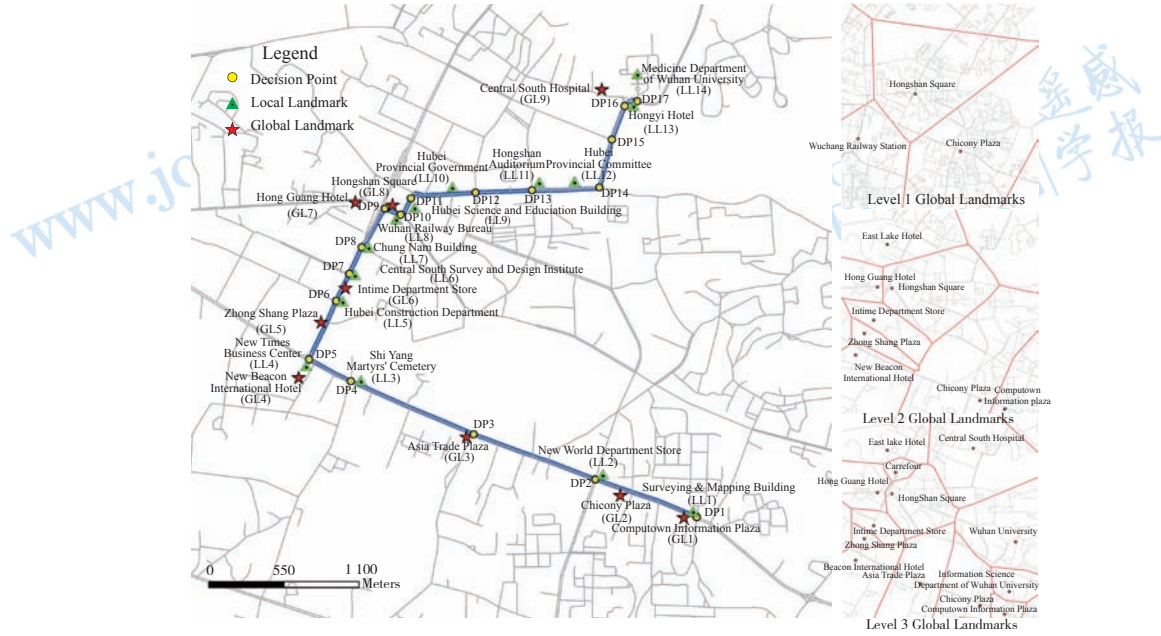 Legend
Decision Point
Local Landmark
Global Landmark
Medicine Department
of Wuhan University
(LL14)
Central South Hospital
(GL9)
DP16
DP17
Hongyi Hotel
(LL13)
DP15
Hubei
Provincial Committee
(LL12)
Hongshan
Auditorium
(LL11)
Hubei
Provincial Government
(LL10)
DP14
DP13
DP12
DP11
Hongshan Square
(GL8)
Hong Guang Hotel
(GL7)
DP9
DP10
Hubei Science and Educiation Building
(LL9)
Wuhan Railway Bureau
(LL8)
DP8
Chung Nam Building
(LL7)
DP7
Central South Survey and Design Institute
(LL6)
Intime Department Store
(GL6)
DP6
Hubei Construction Department
(LL5)
Zhong Shang Plaza
(GL5)
New Times
Business Center
(LL4)
DP5
New Beacon
International Hotel
(GL4)
Shi Yang
Martyrs' Cemetery
(LL3)
DP4
DP3
Asia Trade Plaza
(GL3)
New World Department Store
(LL2)
DP2
Chicony Plaza
(GL2)
Surveying & Mapping Building
(LL1)
DP1
Computown Information Plaza
(GL1)
0 550 1 100
Meters
Hongshan Square
Wuchang Railway Station
Chicony Plaza
Level 1 Global Landmarks
East Lake Hotel
Hong Guang Hotel
Hongshan Square
Intime Department Store
Zhong Shang Plaza
New Beacon
International Hotel
Chicony Plaza
Computown
Information plaza
Level 2 Global Landmarks
East lake Hotel
Central South Hospital
Carrefour
Hong Guang Hotel
HongShan Square
Intime Department Store
Zhong Shang Plaza
Wuhan University
Beacon International Hotel
Asia Trade Plaza
Information Science
Department of Wuhan University
Chicony Plaza
Computown Information Plaza
Level 3 Global Landmarks
www.jc
遥感
学报